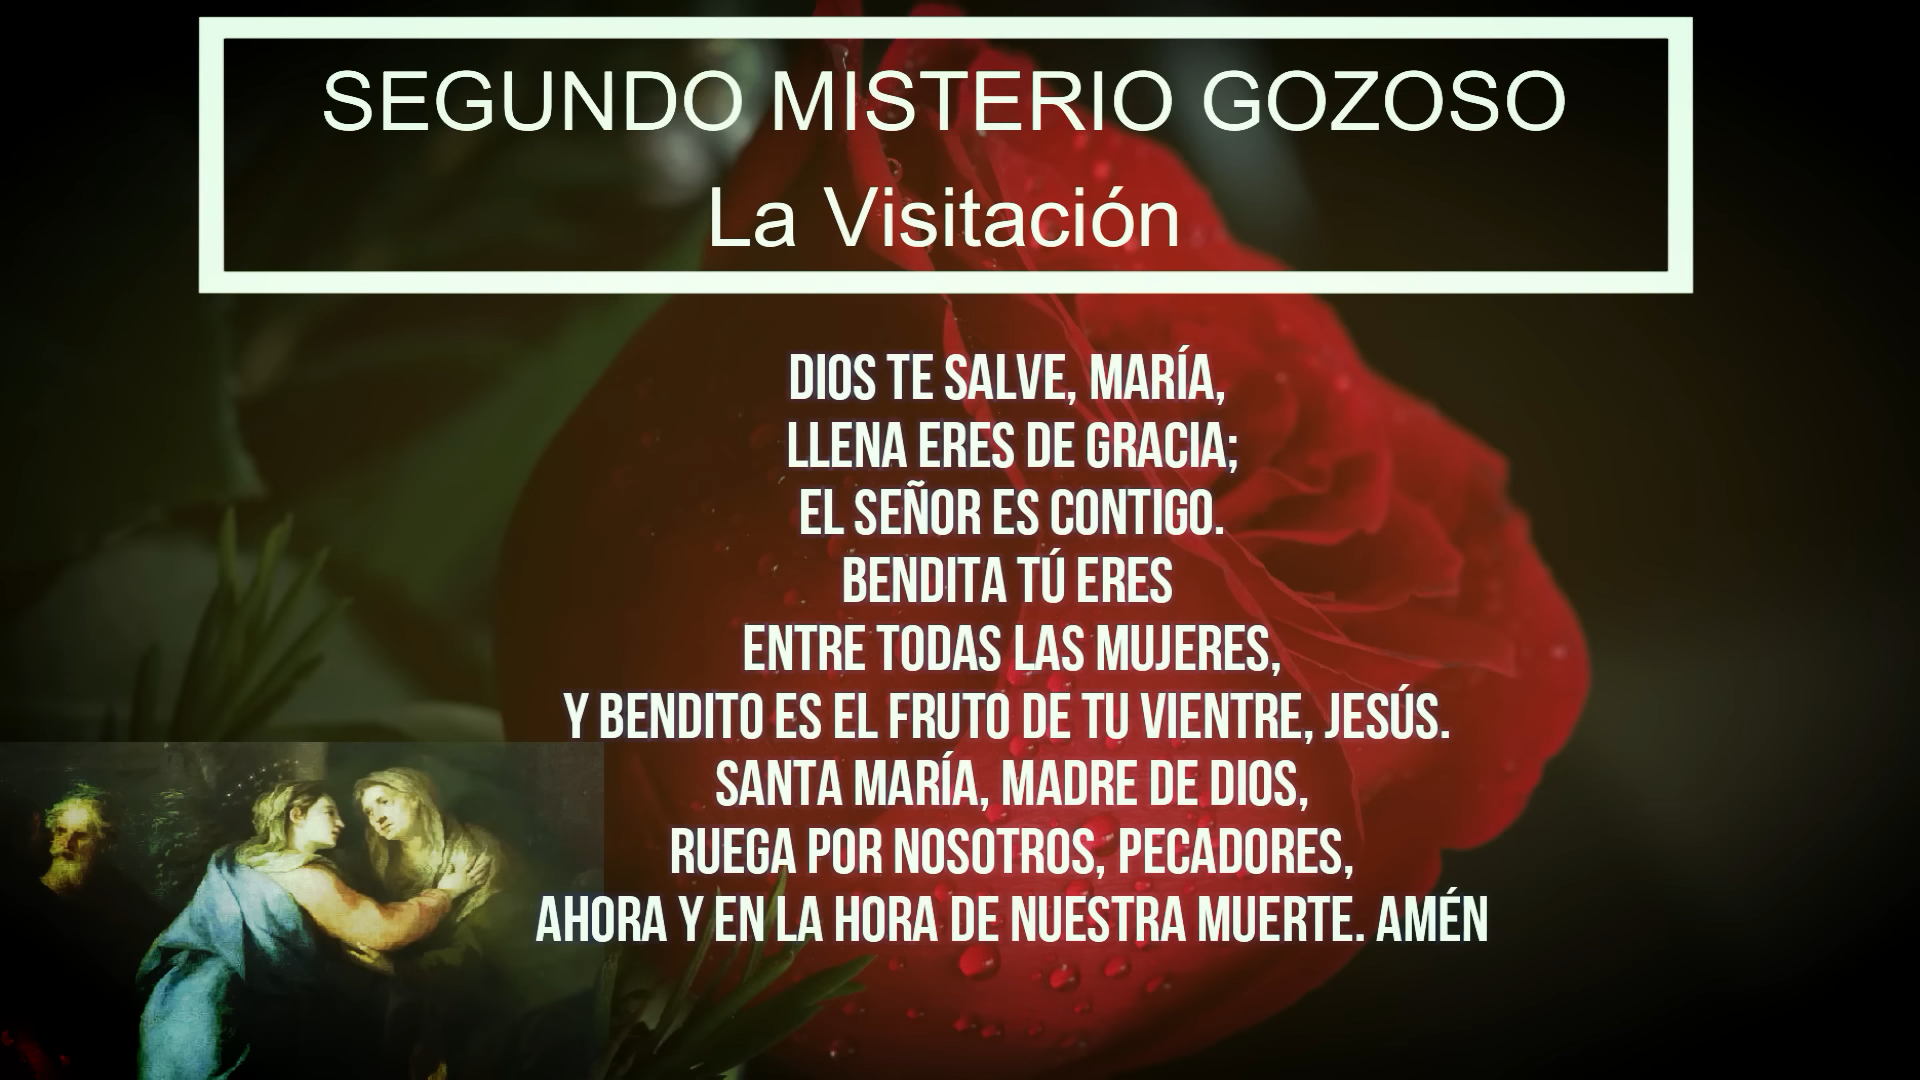 SEGUNDO MISTERIO GOZOSO
La Visitación
DIOS TE SALVE, MARÍA,
LLENA ERES DE GRACIA;
EL SEÑOR ES CONTIGO.
BENDITA TÚ ERES
ENTRE TODAS LAS MUJERES,
Y BENDITO ES EL FRUTO DE TU VIENTRE, JESÚS.
SANTA MARÍA, MADRE DE DIOS,
RUEGA POR NOSOTROS, PECADORES,
AHORA Y EN LA HORA DE NUESTRA MUERTE. AMÉN